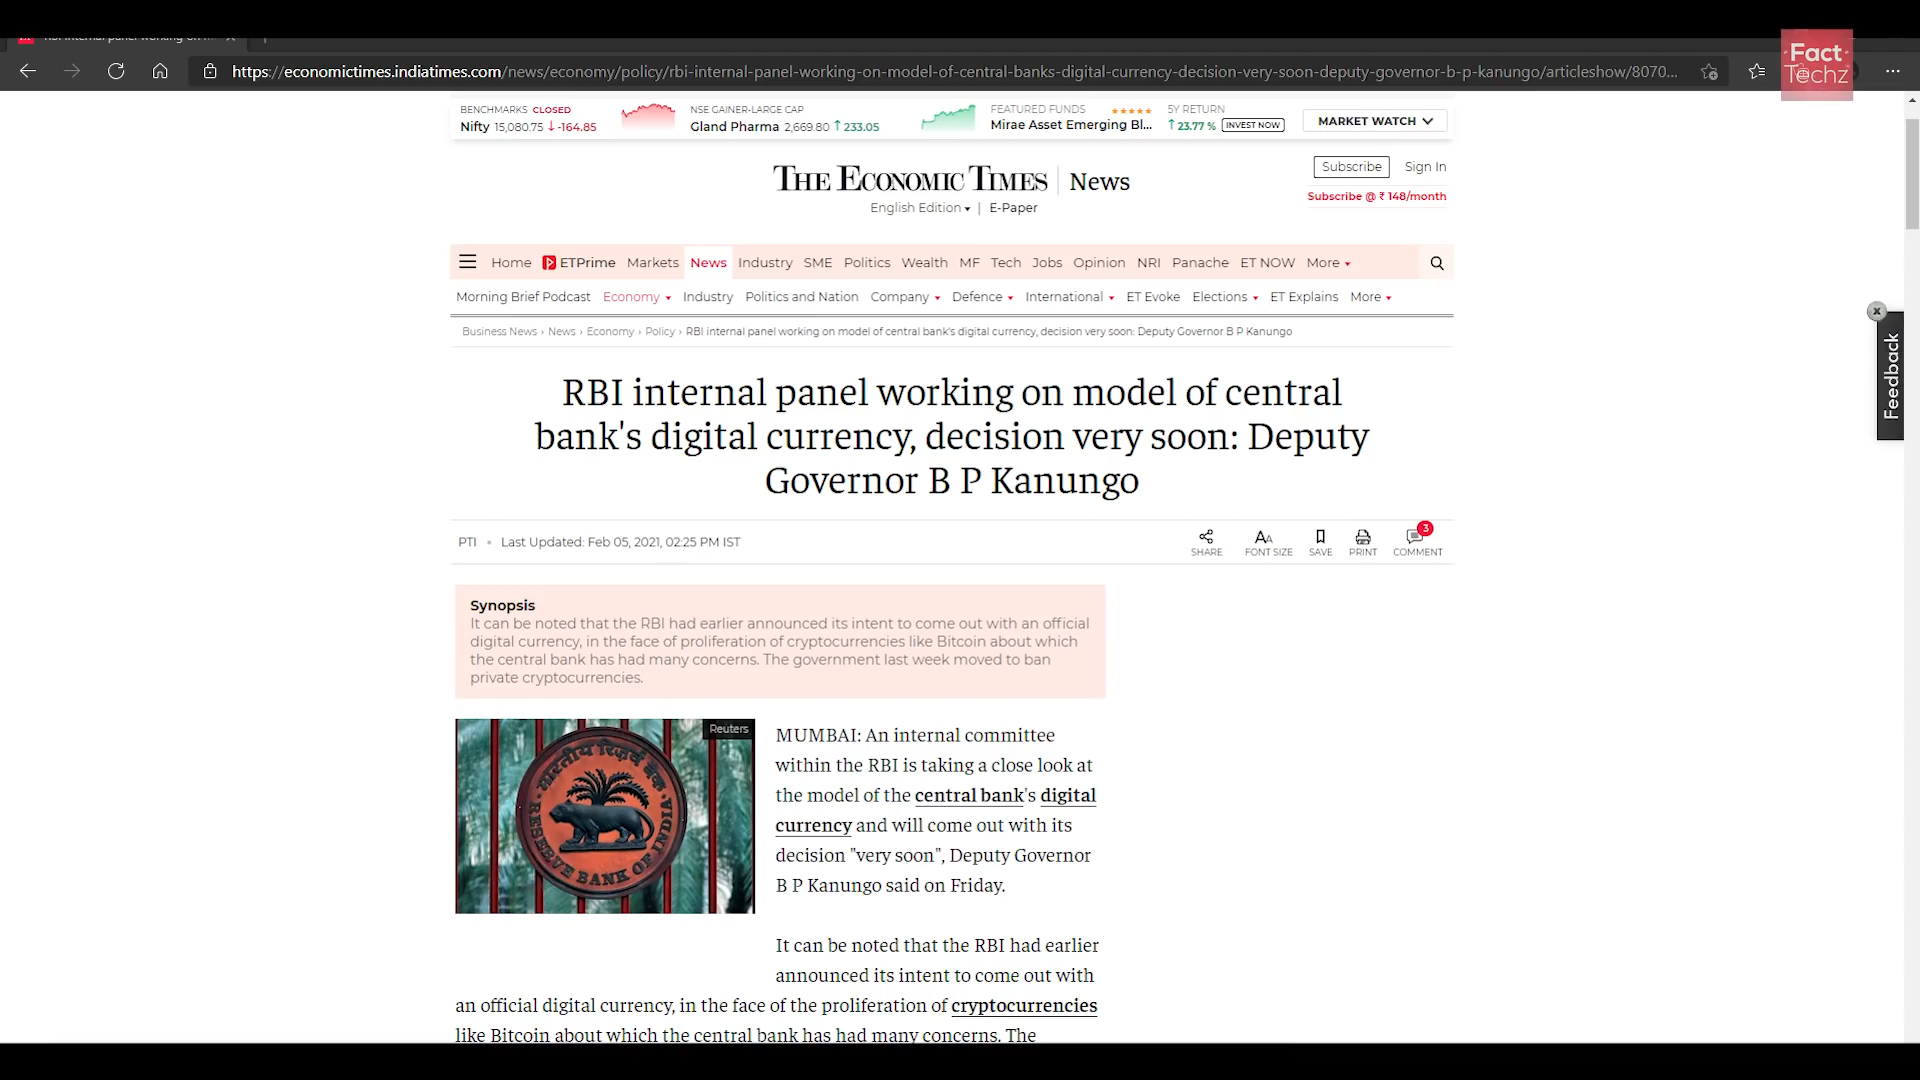 RBI internal panel working on
https://economictimes.indiatimes.com/news/economy/policy/rbi-internal-panel-working-on-model-of-central-banks-digital-currency-decision-very-soon-deputy-governor-b-p-kanungo/articleshow/8070...
Fact
Techz
BENCHMARKS CLOSED
Nifty 15,080.75 ↓ -164.85
NSE GAINER-LARGE CAP
Gland Pharma 2,669.80 ↑ 233.05
FEATURED FUNDS ★★★★★
Mirae Asset Emerging Bl...
5Y RETURN
↑ 23.77 % INVEST NOW
MARKET WATCH
THE ECONOMIC TIMES | News
English Edition | E-Paper
Subscribe Sign In
Subscribe @ ₹ 148/month
Home ETPrime Markets News Industry SME Politics Wealth MF Tech Jobs Opinion NRI Panache ET NOW More
Morning Brief Podcast Economy Industry Politics and Nation Company Defence International ET Evoke Elections ET Explains More
Business News › News › Economy › Policy › RBI internal panel working on model of central bank's digital currency, decision very soon: Deputy Governor B P Kanungo
x
Feedback
RBI internal panel working on model of central
bank's digital currency, decision very soon: Deputy
Governor B P Kanungo
PTI • Last Updated: Feb 05, 2021, 02:25 PM IST
SHARE
AA FONT SIZE
SAVE
PRINT
3 COMMENT
Synopsis
It can be noted that the RBI had earlier announced its intent to come out with an official
digital currency, in the face of proliferation of cryptocurrencies like Bitcoin about which
the central bank has had many concerns. The government last week moved to ban
private cryptocurrencies.
Reuters
भारतीय रिज़र्व बैंक
RESERVE BANK OF INDIA
MUMBAI: An internal committee
within the RBI is taking a close look at
the model of the central bank's digital
currency and will come out with its
decision "very soon", Deputy Governor
B P Kanungo said on Friday.
It can be noted that the RBI had earlier
announced its intent to come out with
an official digital currency, in the face of the proliferation of cryptocurrencies
like Bitcoin about which the central bank has had many concerns. The